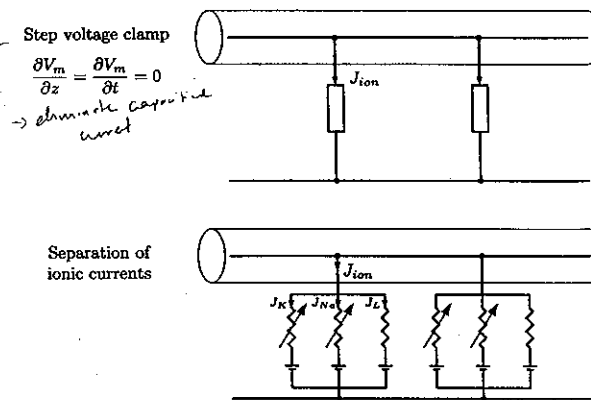 Step voltage clamp
∂V_m/∂z = ∂V_m/∂t = 0
→ eliminate capacitive
current
J_ion
Separation of
ionic currents
J_ion
J_K J_Na J_L